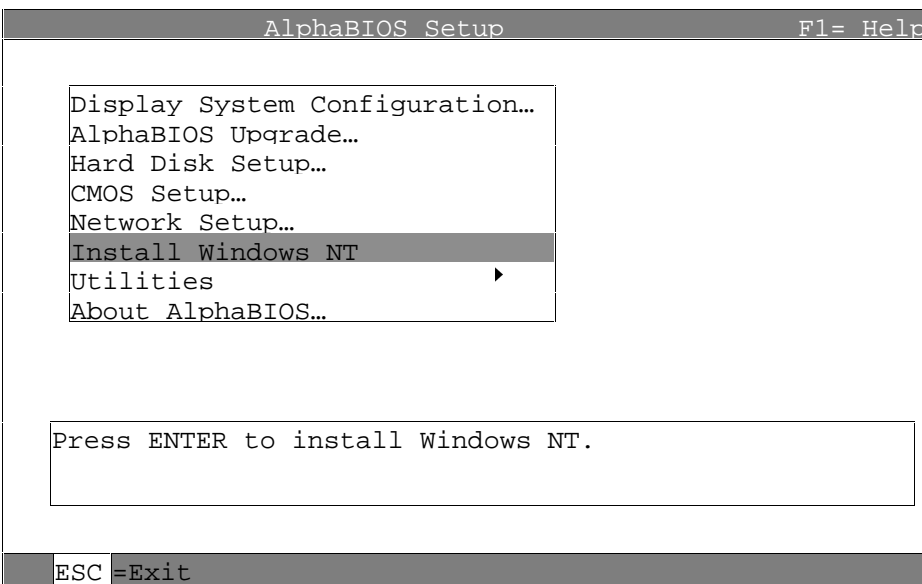 AlphaBIOS Setup F1= Help
Display System Configuration…
AlphaBIOS Upgrade…
Hard Disk Setup…
CMOS Setup…
Network Setup…
Install Windows NT
Utilities
About AlphaBIOS…
Press ENTER to install Windows NT.
ESC =Exit